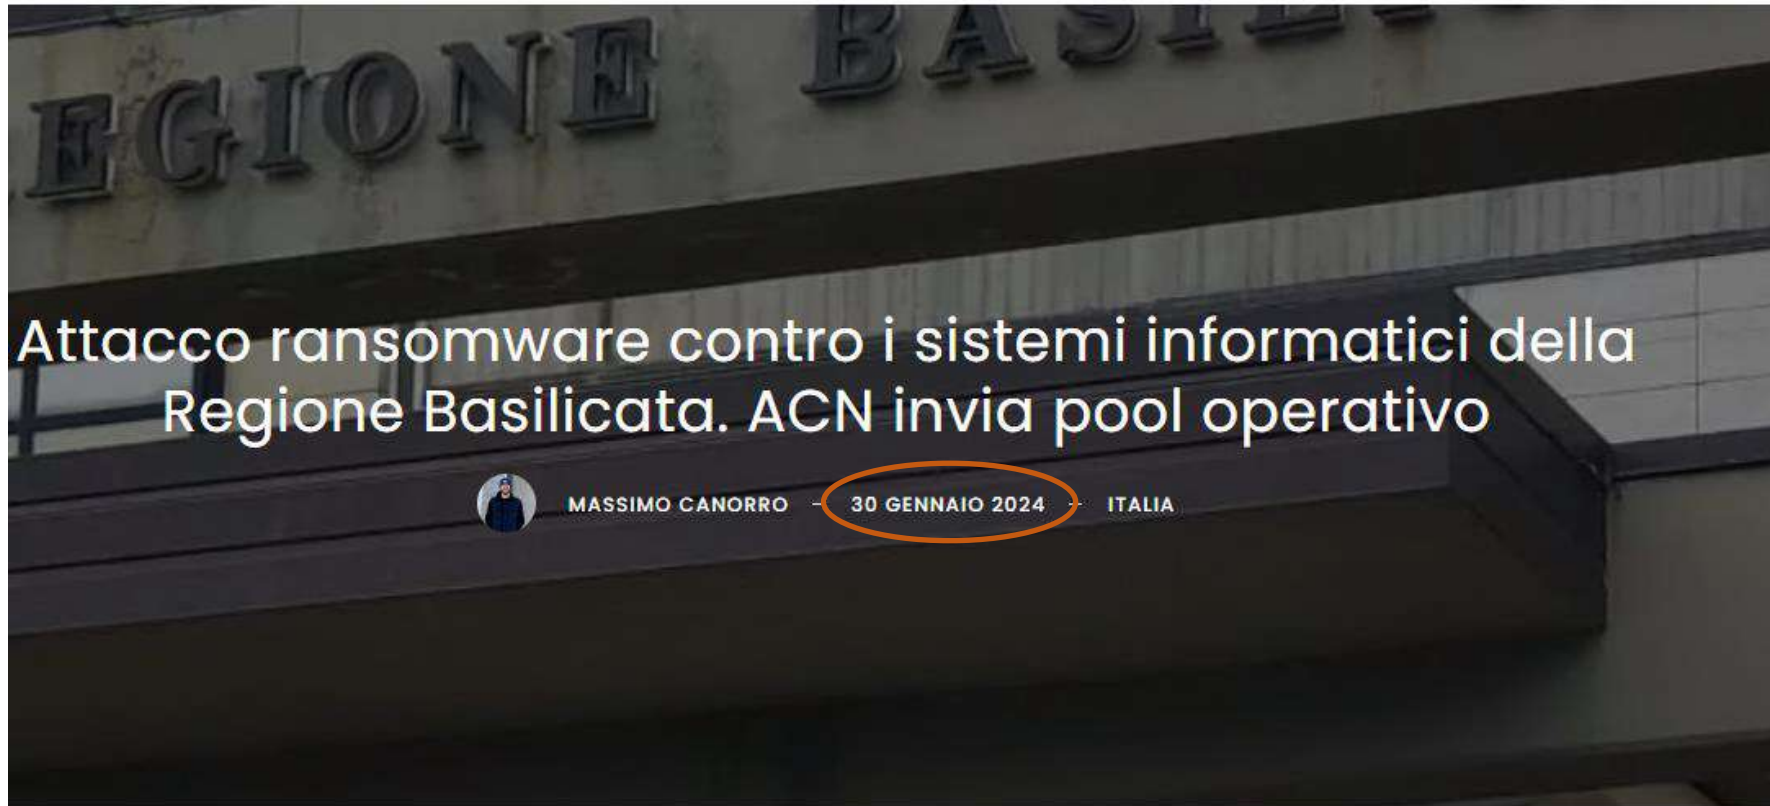 EGIONE BASILIC
Attacco ransomware contro i sistemi informatici della
Regione Basilicata. ACN invia pool operativo
MASSIMO CANORRO – 30 GENNAIO 2024 – ITALIA